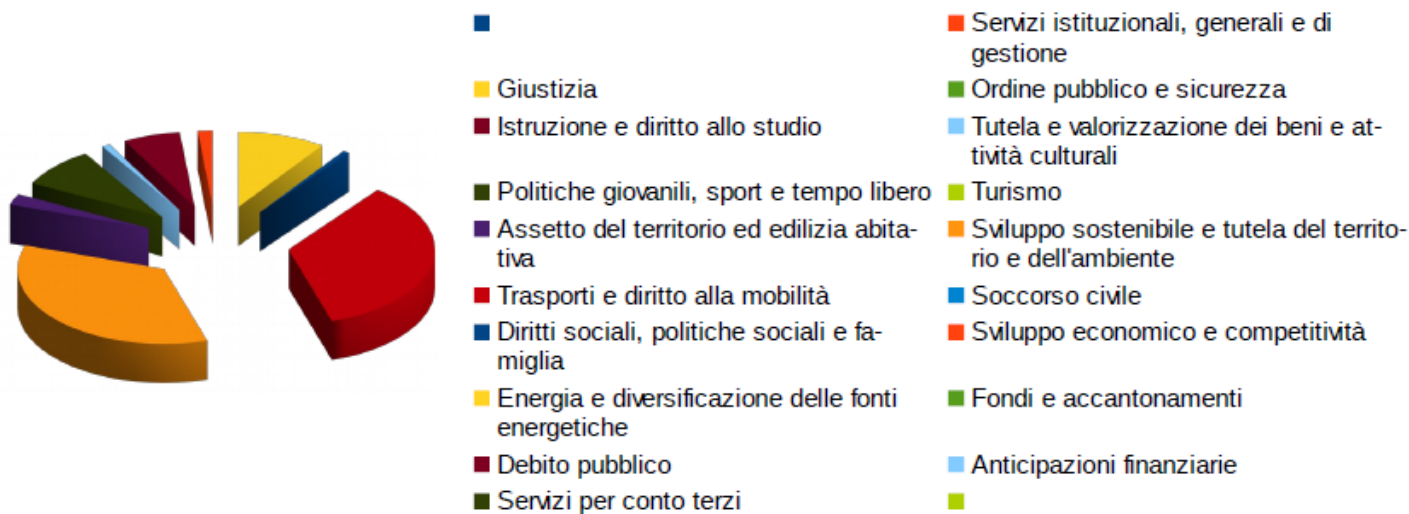 Servizi istituzionali, generali e di
gestione
Giustizia
Ordine pubblico e sicurezza
Istruzione e diritto allo studio
Tutela e valorizzazione dei beni e at-
tività culturali
Politiche giovanili, sport e tempo libero
Turismo
Assetto del territorio ed edilizia abita-
tiva
Sviluppo sostenibile e tutela del territo-
rio e dell'ambiente
Trasporti e diritto alla mobilità
Soccorso civile
Diritti sociali, politiche sociali e fa-
miglia
Sviluppo economico e competitività
Energia e diversificazione delle fonti
energetiche
Fondi e accantonamenti
Debito pubblico
Anticipazioni finanziarie
Servizi per conto terzi